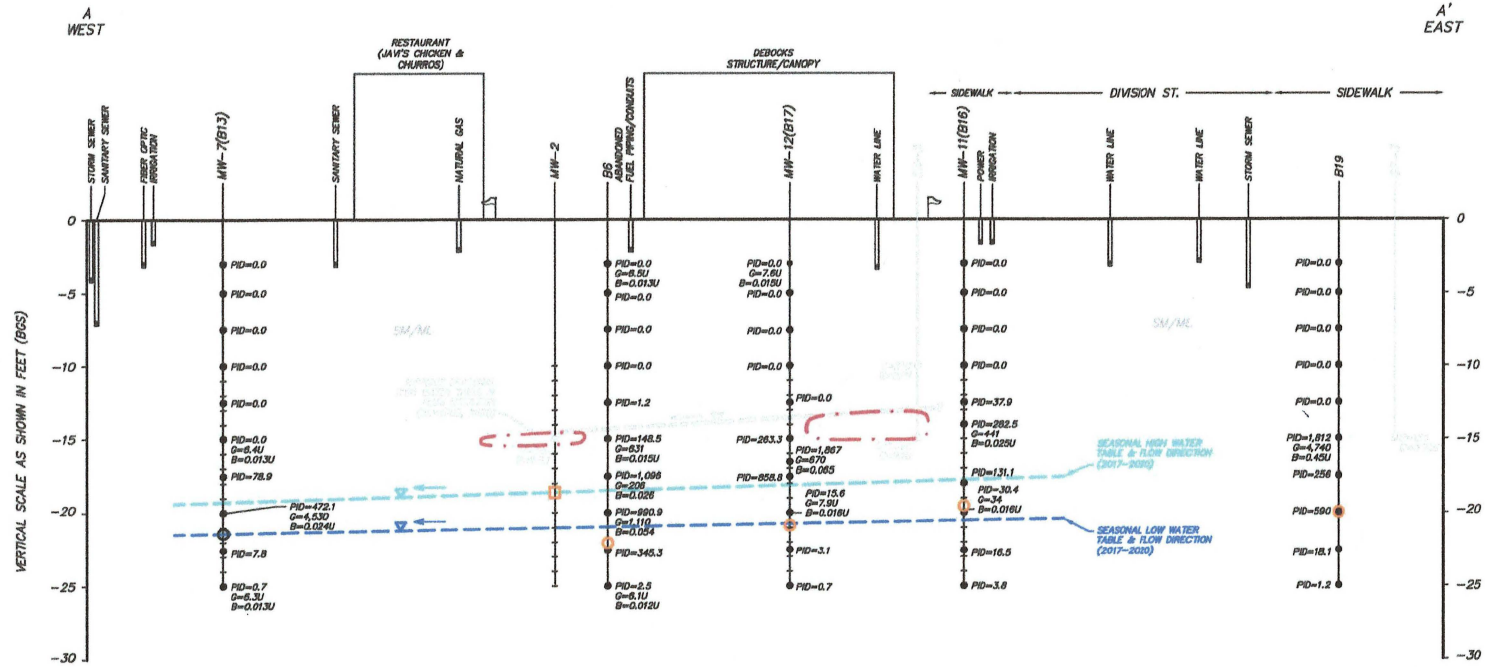 A
WEST
A'
EAST
RESTAURANT
(JAVI'S CHICKEN &
CHURROS)
DEBOCKS
STRUCTURE/CANOPY
SIDEWALK
DIVISION ST.
SIDEWALK
STORM SEWER
SANITARY SEWER
FIBER OPTIC
IRRIGATION
MW-7(B13)
SANITARY SEWER
NATURAL GAS
MW-2
B6
ABANDONED
FUEL PIPING/CONDUITS
MW-12(B17)
WATER LINE
MW-11(B16)
POWER
IRRIGATION
WATER LINE
WATER LINE
STORM SEWER
B19
VERTICAL SCALE AS SHOWN IN FEET (BGS)
0
-5
-10
-15
-20
-25
-30
PID=0.0
PID=0.0
PID=0.0
PID=0.0
PID=0.0
PID=0.0
G=6.4U
B=0.013U
PID=78.9
PID=472.1
G=4,530
B=0.024U
PID=7.8
PID=0.7
G=6.3U
B=0.013U
SM/ML
PID=0.0
G=6.5U
B=0.013U
PID=0.0
PID=0.0
PID=0.0
PID=1.2
PID=148.5
G=631
B=0.015U
PID=1,096
G=206
B=0.026
PID=990.9
G=1,110
B=0.054
PID=345.3
PID=2.5
G=6.1U
B=0.012U
PID=0.0
G=7.6U
B=0.015U
PID=0.0
PID=0.0
PID=0.0
PID=0.0
PID=263.3
PID=1,867
G=670
B=0.065
PID=658.8
PID=15.6
G=7.9U
B=0.016U
PID=3.1
PID=0.7
PID=0.0
PID=0.0
PID=0.0
PID=0.0
PID=37.9
PID=282.5
G=441
B=0.025U
PID=131.1
PID=30.4
G=34
B=0.016U
PID=16.5
PID=3.8
SM/ML
SEASONAL HIGH WATER
TABLE & FLOW DIRECTION
(2017-2020)
SEASONAL LOW WATER
TABLE & FLOW DIRECTION
(2017-2020)
PID=0.0
PID=0.0
PID=0.0
PID=0.0
PID=0.0
PID=1,812
G=4,740
B=0.45U
PID=256
PID=590
PID=18.1
PID=1.2
0
-5
-10
-15
-20
-25
-30